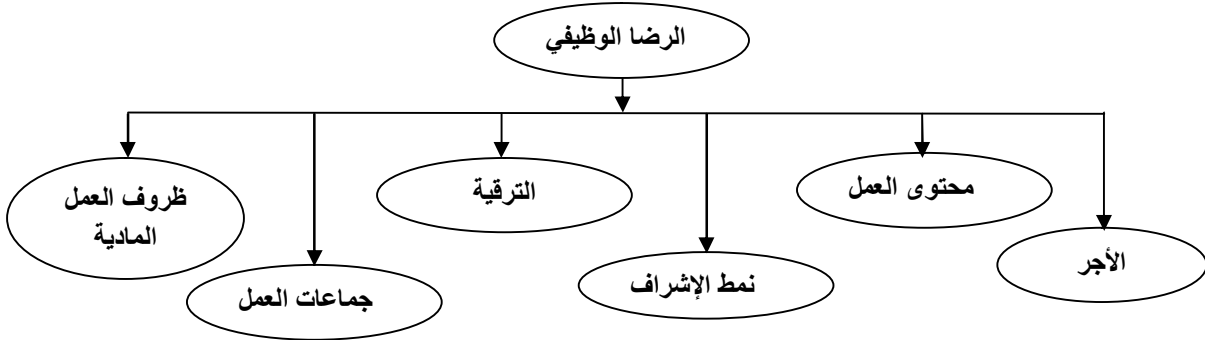 الرضا الوظيفي
الأجر
محتوى العمل
نمط الإشراف
الترقية
جماعات العمل
ظروف العمل
المادية